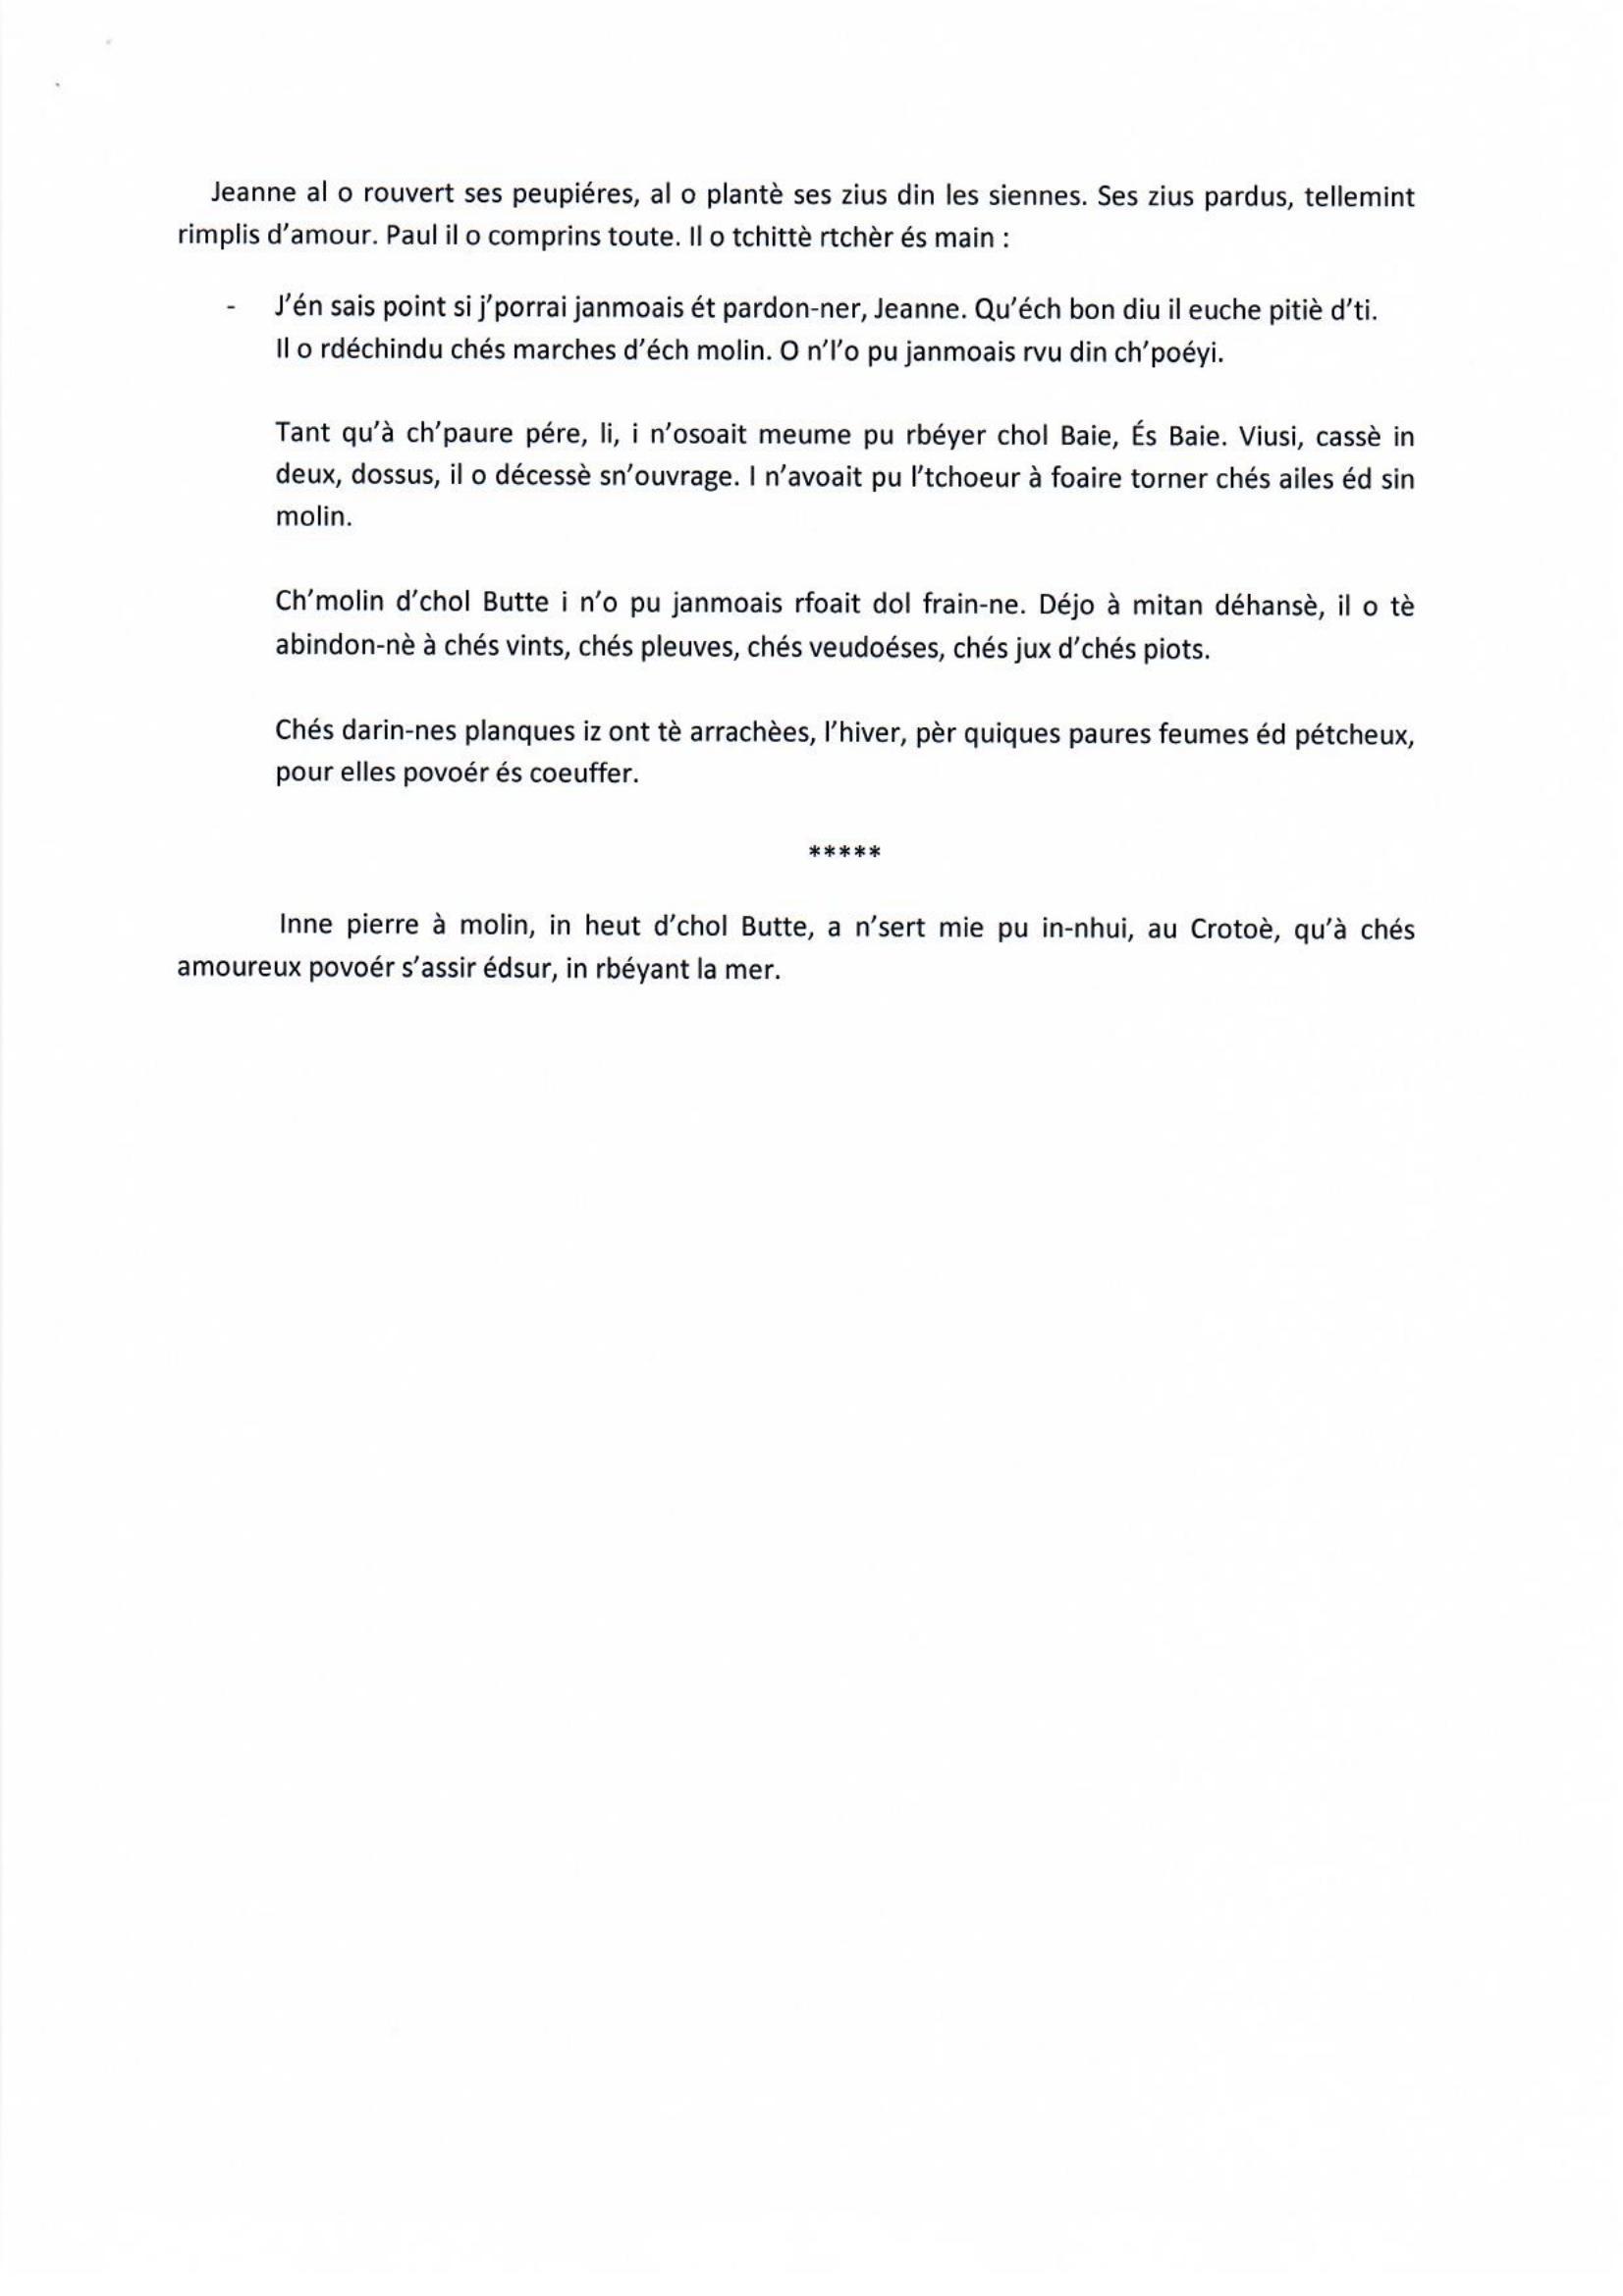 Jeanne al o rouvert ses peupiéres, al o plantè ses zius din les siennes. Ses zius pardus, tellemint
rimplis d'amour. Paul il o comprins toute. Il o tchittè rtchèr és main :
- J'én sais point si j'porrai janmoais ét pardon-ner, Jeanne. Qu'éch bon diu il euche pitiè d'ti.
Il o rdéchindu chés marches d'éch molin. O n'l'o pu janmoais rvu din ch'poéyi.
Tant qu'à ch'paure pére, li, i n'osoait meume pu rbéyer chol Baie, És Baie. Viusi, cassè in
deux, dossus, il o décessè sn'ouvrage. I n'avoait pu l'tchoeur à foaire torner chés ailes éd sin
molin.
Ch'molin d'chol Butte i n'o pu janmoais rfoait dol frain-ne. Déjo à mitan déhansè, il o tè
abindon-nè à chés vints, chés pleuves, chés veudoéses, chés jux d'chés piots.
Chés darin-nes planques iz ont tè arrachèes, l'hiver, pèr quiques paures feumes éd pétcheux,
pour elles povoér és coeuffer.
*****
Inne pierre à molin, in heut d'chol Butte, a n'sert mie pu in-nhui, au Crotoè, qu'à chés
amoureux povoér s'assir édsur, in rbéyant la mer.